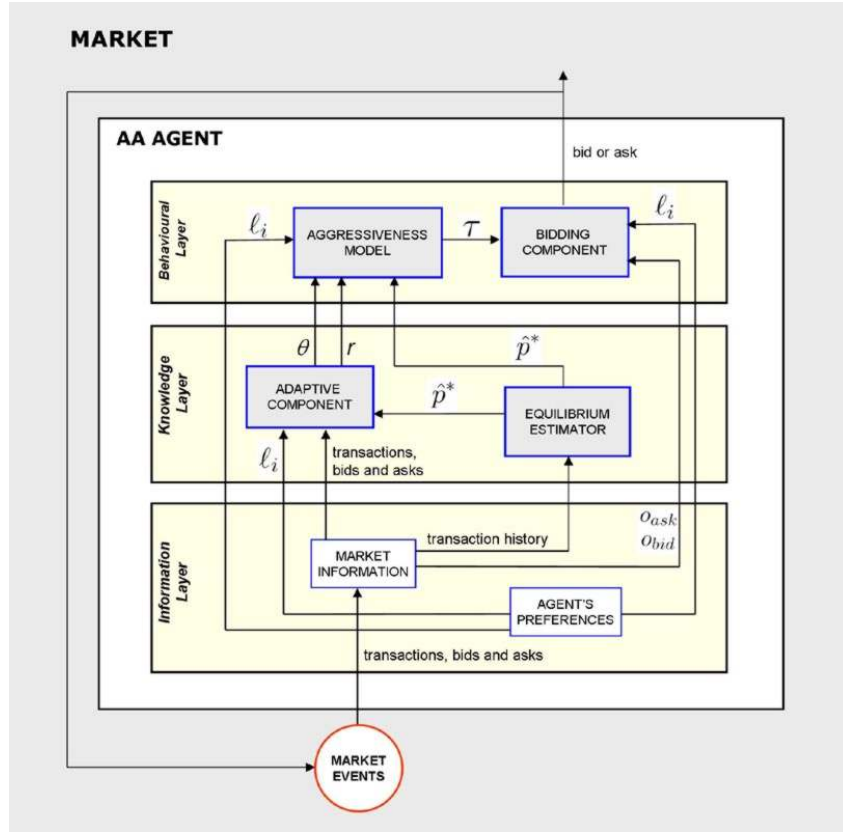 MARKET
AA AGENT
bid or ask
Behavioural
Layer
ℓᵢ
AGGRESSIVENESS
MODEL
τ
BIDDING
COMPONENT
ℓᵢ
Knowledge
Layer
θ
r
p̂*
ADAPTIVE
COMPONENT
p̂*
EQUILIBRIUM
ESTIMATOR
ℓᵢ
transactions,
bids and asks
Information
Layer
transaction history
o_ask
o_bid
MARKET
INFORMATION
AGENT'S
PREFERENCES
transactions, bids and asks
MARKET
EVENTS